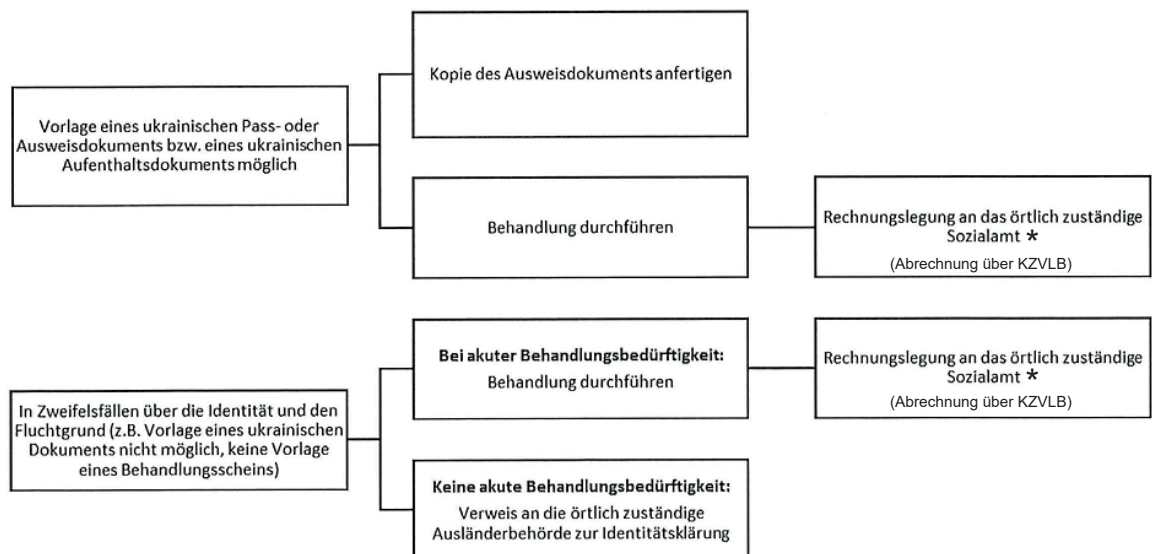 Vorlage eines ukrainischen Pass- oder
Ausweisdokuments bzw. eines ukrainischen
Aufenthaltsdokuments möglich
Kopie des Ausweisdokuments anfertigen
Behandlung durchführen
Rechnungslegung an das örtlich zuständige
Sozialamt *
(Abrechnung über KZVLB)
In Zweifelsfällen über die Identität und den
Fluchtgrund (z.B. Vorlage eines ukrainischen
Dokuments nicht möglich, keine Vorlage
eines Behandlungsscheins)
Bei akuter Behandlungsbedürftigkeit:
Behandlung durchführen
Rechnungslegung an das örtlich zuständige
Sozialamt *
(Abrechnung über KZVLB)
Keine akute Behandlungsbedürftigkeit:
Verweis an die örtlich zuständige
Ausländerbehörde zur Identitätsklärung